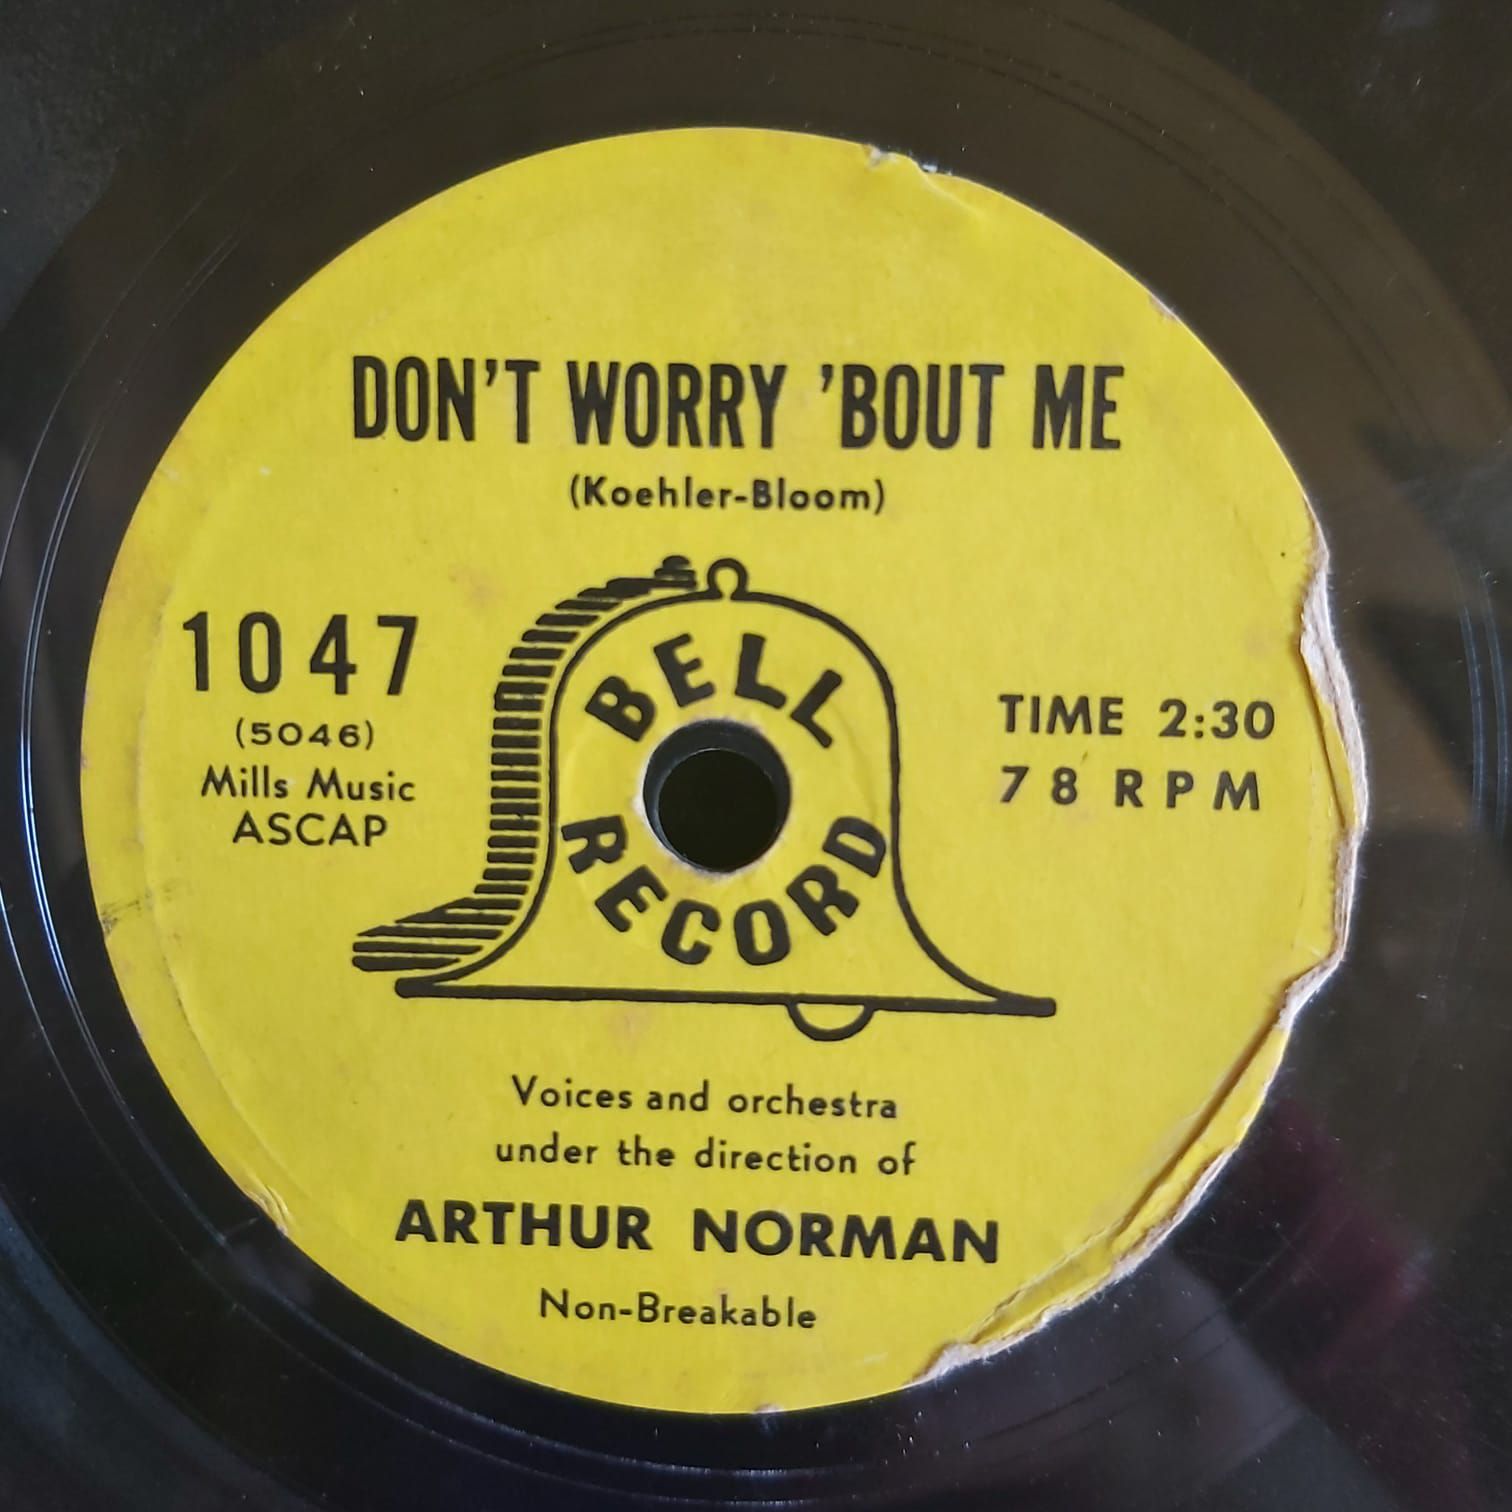 DON'T WORRY 'BOUT ME
(Koehler-Bloom)
1047
(5046)
Mills Music
ASCAP
BELL
RECORD
TIME 2:30
78 RPM
Voices and orchestra
under the direction of
ARTHUR NORMAN
Non-Breakable